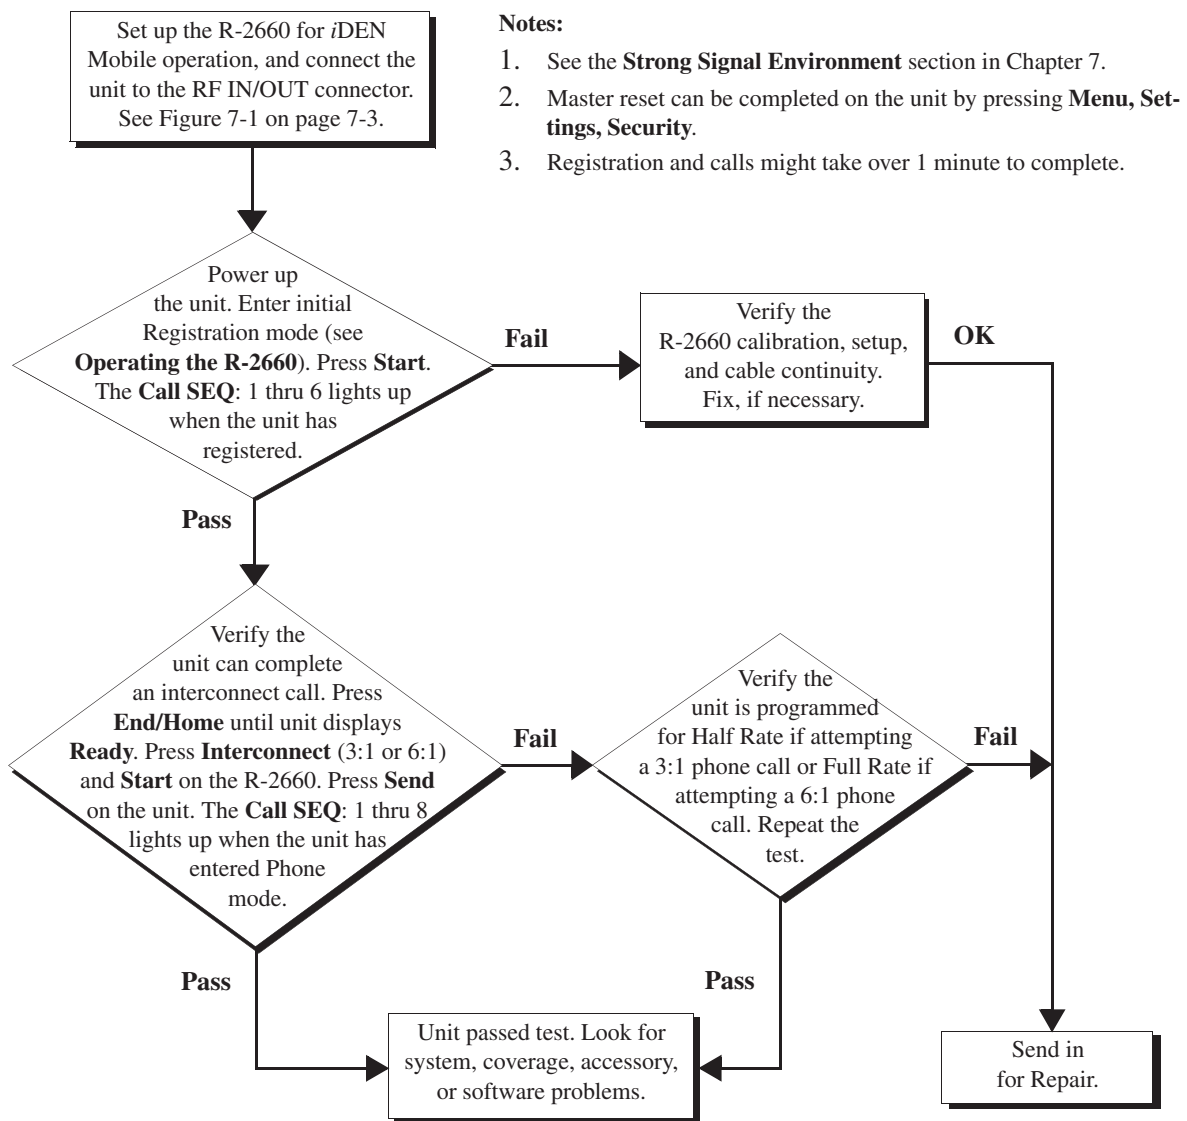 Set up the R-2660 for iDEN
Mobile operation, and connect the
unit to the RF IN/OUT connector.
See Figure 7-1 on page 7-3.
Notes:
1. See the Strong Signal Environment section in Chapter 7.
2. Master reset can be completed on the unit by pressing Menu, Set-
tings, Security.
3. Registration and calls might take over 1 minute to complete.
Power up
the unit. Enter initial
Registration mode (see
Operating the R-2660). Press Start.
The Call SEQ: 1 thru 6 lights up
when the unit has
registered.
Fail
Verify the
R-2660 calibration, setup,
and cable continuity.
Fix, if necessary.
OK
Pass
Verify the
unit can complete
an interconnect call. Press
End/Home until unit displays
Ready. Press Interconnect (3:1 or 6:1)
and Start on the R-2660. Press Send
on the unit. The Call SEQ: 1 thru 8
lights up when the unit has
entered Phone
mode.
Fail
Verify the
unit is programmed
for Half Rate if attempting
a 3:1 phone call or Full Rate if
attempting a 6:1 phone
call. Repeat the
test.
Fail
Pass
Pass
Unit passed test. Look for
system, coverage, accessory,
or software problems.
Send in
for Repair.